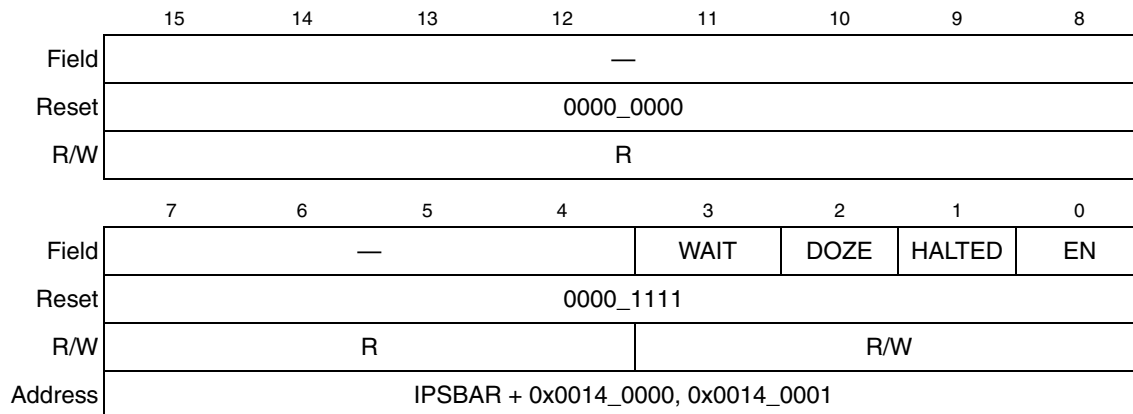 15 14 13 12 11 10 9 8
Field —
Reset 0000_0000
R/W R
7 6 5 4 3 2 1 0
Field — WAIT DOZE HALTED EN
Reset 0000_1111
R/W R R/W
Address IPSBAR + 0x0014_0000, 0x0014_0001